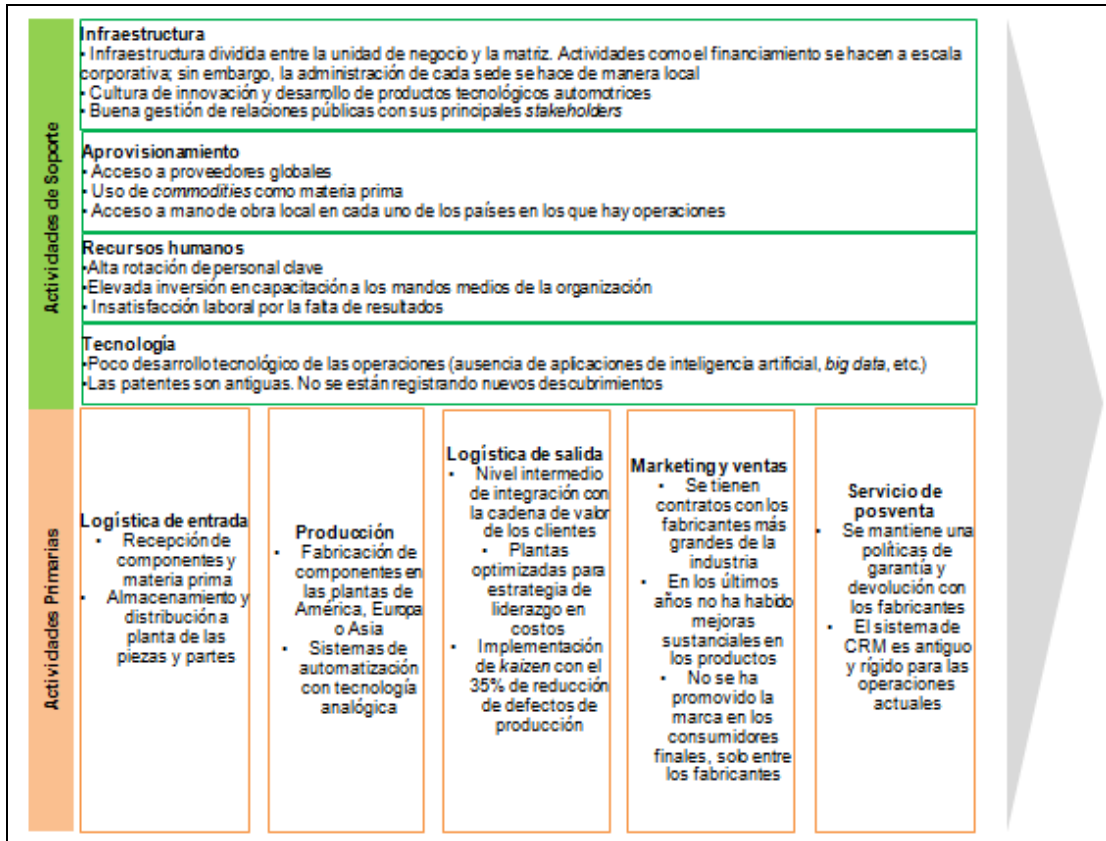 Actividades de Soporte
Infraestructura
• Infraestructura dividida entre la unidad de negocio y la matriz. Actividades como el financiamiento se hacen a escala
corporativa; sin embargo, la administración de cada sede se hace de manera local
• Cultura de innovación y desarrollo de productos tecnológicos automotrices
• Buena gestión de relaciones públicas con sus principales stakeholders
Aprovisionamiento
• Acceso a proveedores globales
• Uso de commodities como materia prima
• Acceso a mano de obra local en cada uno de los países en los que hay operaciones
Recursos humanos
•Alta rotación de personal clave
•Elevada inversión en capacitación a los mandos medios de la organización
• Insatisfacción laboral por la falta de resultados
Tecnología
•Poco desarrollo tecnológico de las operaciones (ausencia de aplicaciones de inteligencia artificial, big data, etc.)
•Las patentes son antiguas. No se están registrando nuevos descubrimientos
Actividades Primarias
Logística de entrada
• Recepción de
componentes y
materia prima
• Almacenamiento y
distribución a
planta de las
piezas y partes
Producción
• Fabricación de
componentes en
las plantas de
América, Europa
o Asia
• Sistemas de
automatización
con tecnología
analógica
Logística de salida
• Nivel intermedio
de integración con
la cadena de valor
de los clientes
• Plantas
optimizadas para
estrategia de
liderazgo en
costos
• Implementación
de kaizen con el
35% de reducción
de defectos de
producción
Marketing y ventas
• Se tienen
contratos con los
fabricantes más
grandes de la
industria
• En los últimos
años no ha habido
mejoras
sustanciales en
los productos
• No se ha
promovido la
marca en los
consumidores
finales, solo entre
los fabricantes
Servicio de
posventa
• Se mantiene una
políticas de
garantía y
devolución con
los fabricantes
• El sistema de
CRM es antiguo
y rígido para las
operaciones
actuales